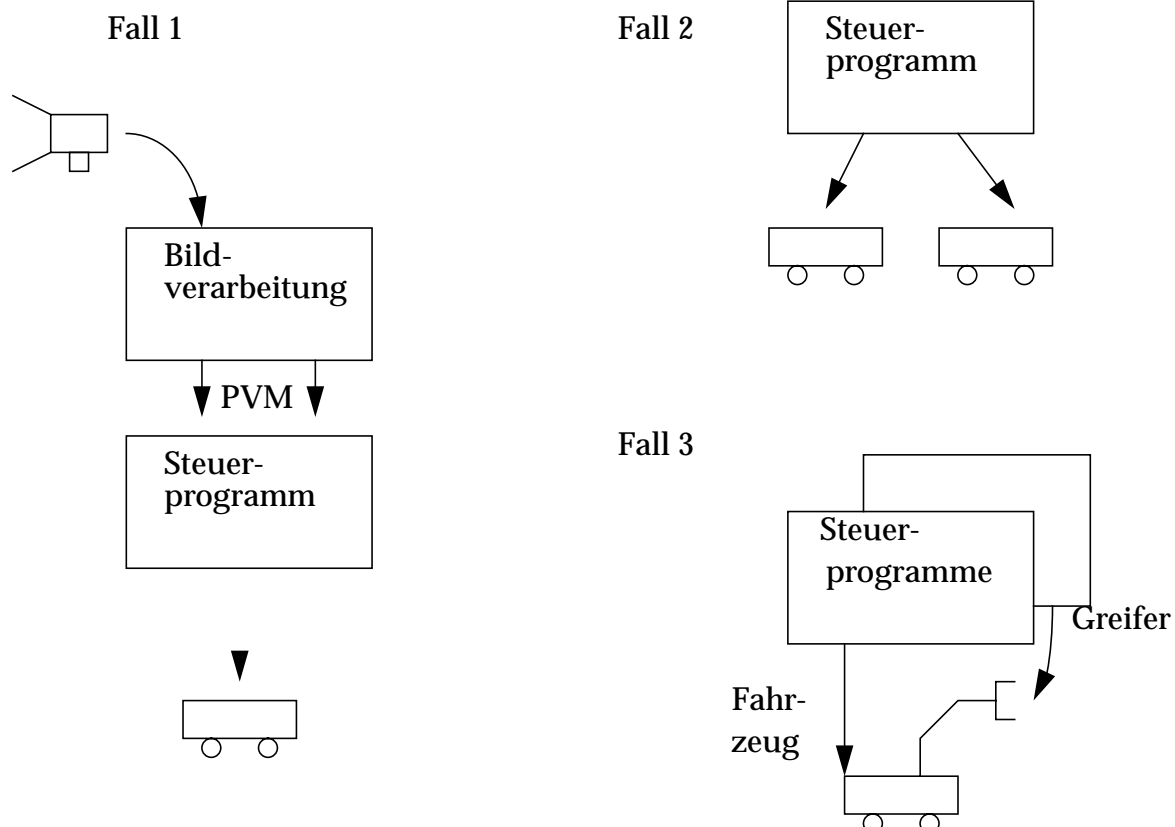 Fall 1
Bild-
verarbeitung
PVM
Steuer-
programm
Fall 2
Steuer-
programm
Fall 3
Steuer-
programme
Greifer
Fahr-
zeug